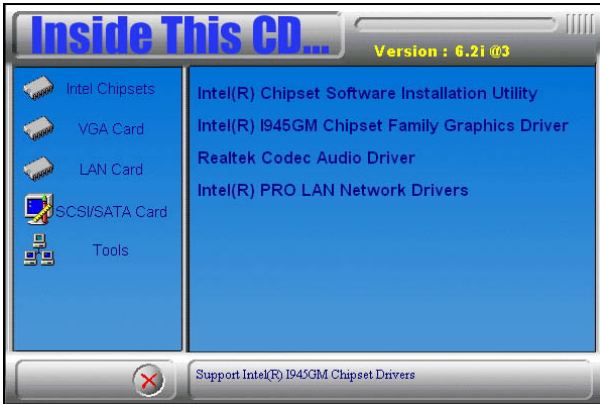 Inside This CD...
Version : 6.2i @3
Intel Chipsets
VGA Card
LAN Card
SCSI/SATA Card
Tools
Intel(R) Chipset Software Installation Utility
Intel(R) I945GM Chipset Family Graphics Driver
Realtek Codec Audio Driver
Intel(R) PRO LAN Network Drivers
Support Intel(R) I945GM Chipset Drivers